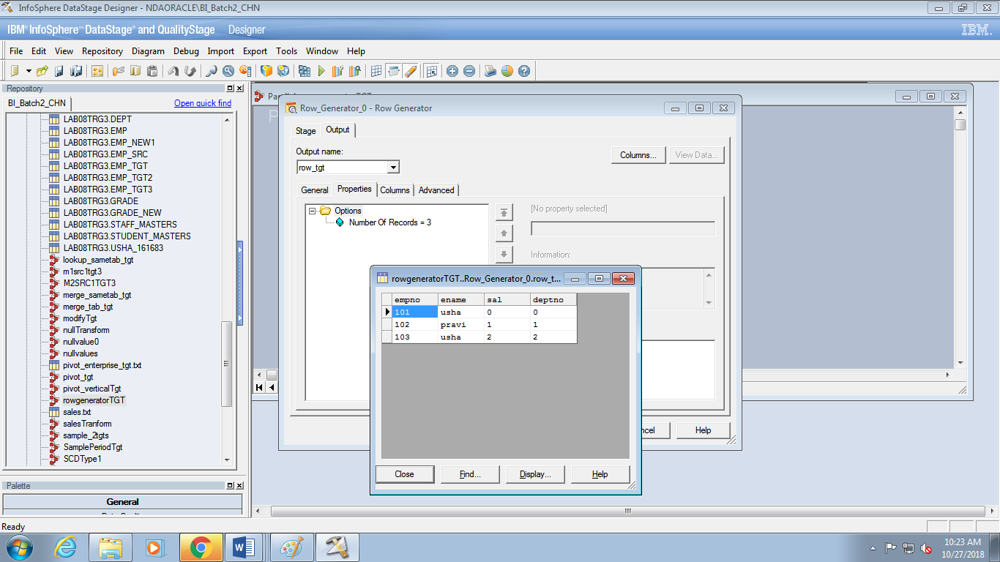 InfoSphere DataStage Designer - NDAORACLE\BI_Batch2_CHN
IBM® InfoSphere™ DataStage® and QualityStage Designer
IBM.
File Edit View Repository Diagram Debug Import Export Tools Window Help
Repository
BI_Batch2_CHN
Open quick find
LAB08TRG3.DEPT
LAB08TRG3.EMP
LAB08TRG3.EMP_NEW1
LAB08TRG3.EMP_SRC
LAB08TRG3.EMP_TGT
LAB08TRG3.EMP_TGT2
LAB08TRG3.EMP_TGT3
LAB08TRG3.GRADE
LAB08TRG3.GRADE_NEW
LAB08TRG3.STAFF_MASTERS
LAB08TRG3.STUDENT_MASTERS
LAB08TRG3.USHA_161683
lookup_sametab_tgt
m1src1tgt3
M2SRC1TGT3
merge_sametab_tgt
merge_tab_tgt
modifyTgt
nullTransform
nullvalue0
nullvalues
pivot_enterprise_tgt.txt
pivot_tgt
pivot_verticalTgt
rowgeneratorTGT
sales.txt
salesTranform
sample_2tgts
SamplePeriodTgt
SCDType1
Palette
General
Row_Generator_0 - Row Generator
Stage Output
Output name:
row_tgt
Columns...
View Data...
General Properties Columns Advanced
Options
Number Of Records = 3
[No property selected]
Information:
ncel
Help
rowgeneratorTGT..Row_Generator_0.row_t...
empno ename sal deptno
101 usha 0 0
102 pravi 1 1
103 usha 2 2
Close Find... Display... Help
Ready
10:23 AM
10/27/2018